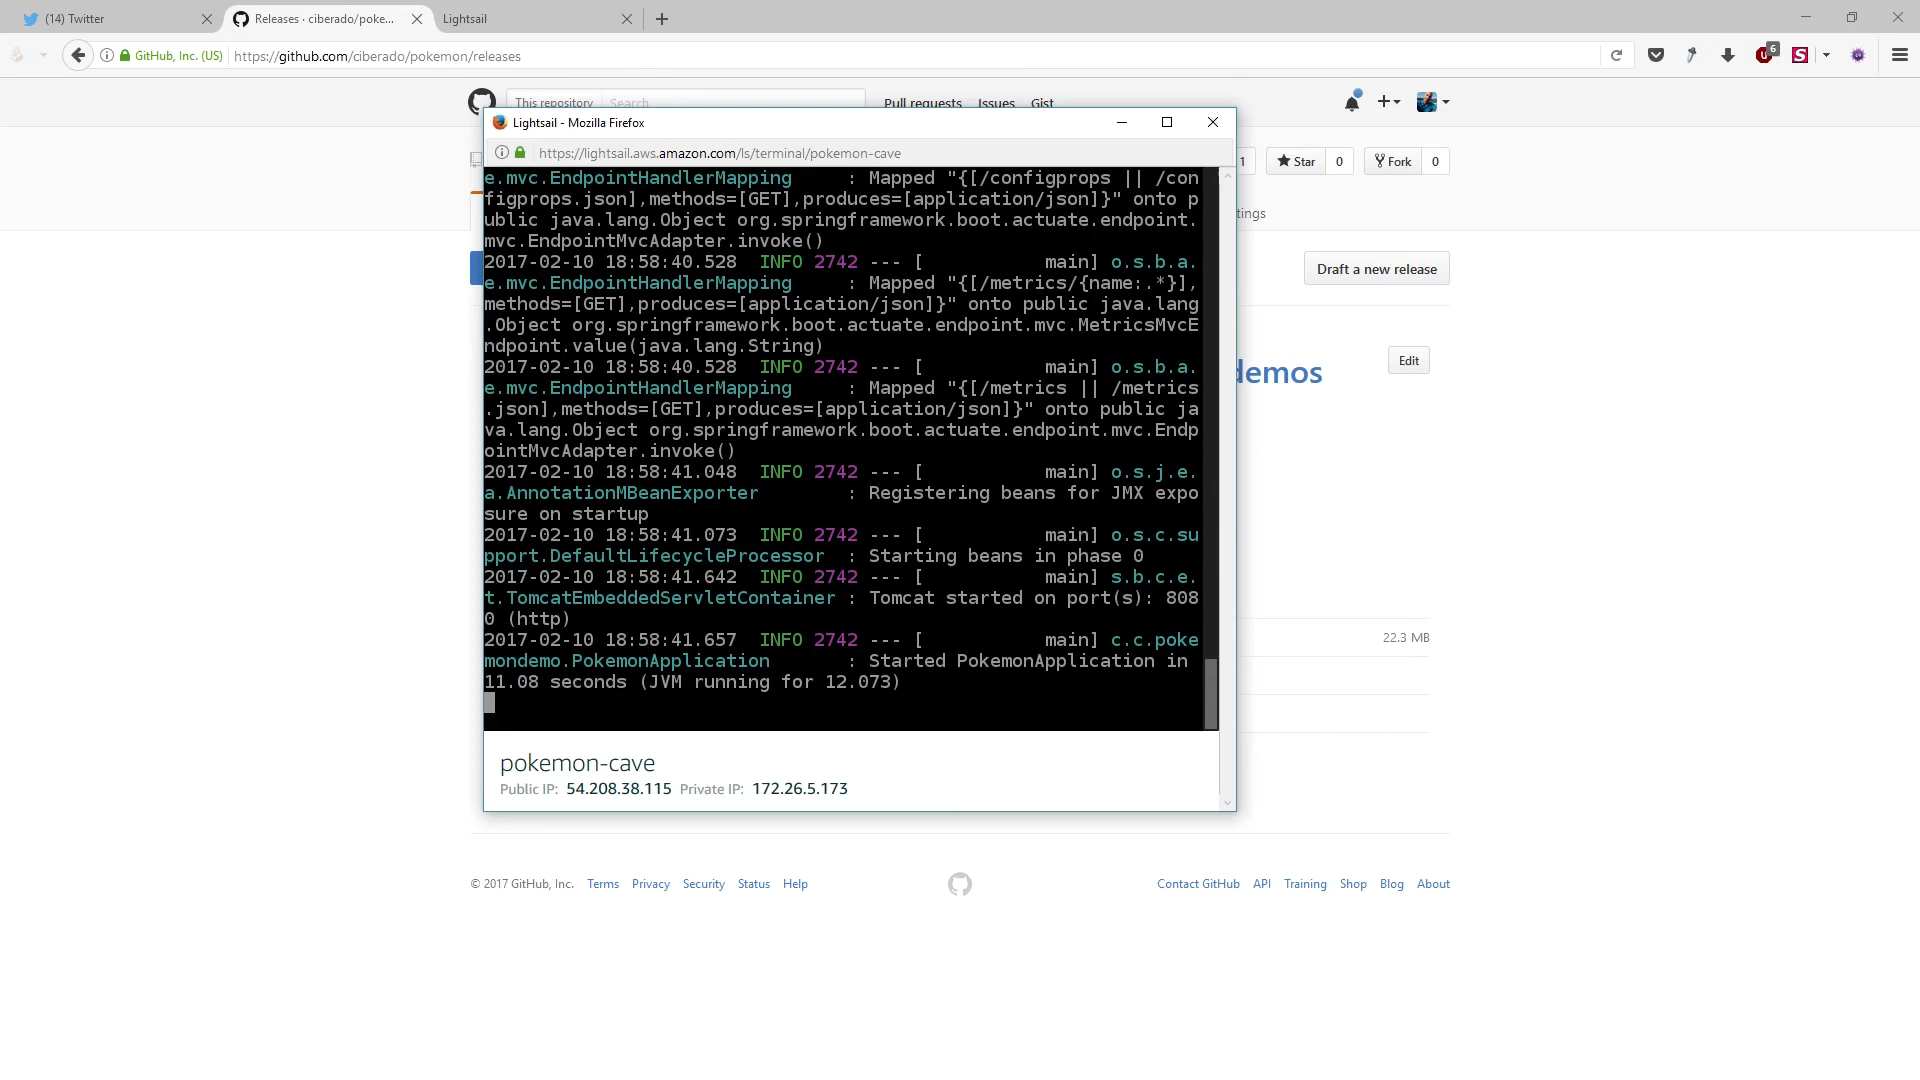 (14) Twitter
Releases · ciberado/poke...
Lightsail
GitHub, Inc. (US)
https://github.com/ciberado/pokemon/releases
6
This repository
Search
Pull requests
Issues
Gist
Lightsail - Mozilla Firefox
https://lightsail.aws.amazon.com/ls/terminal/pokemon-cave
1
Star
0
Fork
0
tings
Draft a new release
demos
Edit
22.3 MB
e.mvc.EndpointHandlerMapping     : Mapped "{[/configprops || /con
figprops.json],methods=[GET],produces=[application/json]}" onto p
ublic java.lang.Object org.springframework.boot.actuate.endpoint.
mvc.EndpointMvcAdapter.invoke()
2017-02-10 18:58:40.528  INFO 2742 --- [           main] o.s.b.a.
e.mvc.EndpointHandlerMapping     : Mapped "{[/metrics/{name:.*}],
methods=[GET],produces=[application/json]}" onto public java.lang
.Object org.springframework.boot.actuate.endpoint.mvc.MetricsMvcE
ndpoint.value(java.lang.String)
2017-02-10 18:58:40.528  INFO 2742 --- [           main] o.s.b.a.
e.mvc.EndpointHandlerMapping     : Mapped "{[/metrics || /metrics
.json],methods=[GET],produces=[application/json]}" onto public ja
va.lang.Object org.springframework.boot.actuate.endpoint.mvc.Endp
ointMvcAdapter.invoke()
2017-02-10 18:58:41.048  INFO 2742 --- [           main] o.s.j.e.
a.AnnotationMBeanExporter        : Registering beans for JMX expo
sure on startup
2017-02-10 18:58:41.073  INFO 2742 --- [           main] o.s.c.su
pport.DefaultLifecycleProcessor  : Starting beans in phase 0
2017-02-10 18:58:41.642  INFO 2742 --- [           main] s.b.c.e.
t.TomcatEmbeddedServletContainer : Tomcat started on port(s): 808
0 (http)
2017-02-10 18:58:41.657  INFO 2742 --- [           main] c.c.poke
mondemo.PokemonApplication       : Started PokemonApplication in
11.08 seconds (JVM running for 12.073)
pokemon-cave
Public IP: 54.208.38.115 Private IP: 172.26.5.173
© 2017 GitHub, Inc. Terms Privacy Security Status Help
Contact GitHub API Training Shop Blog About